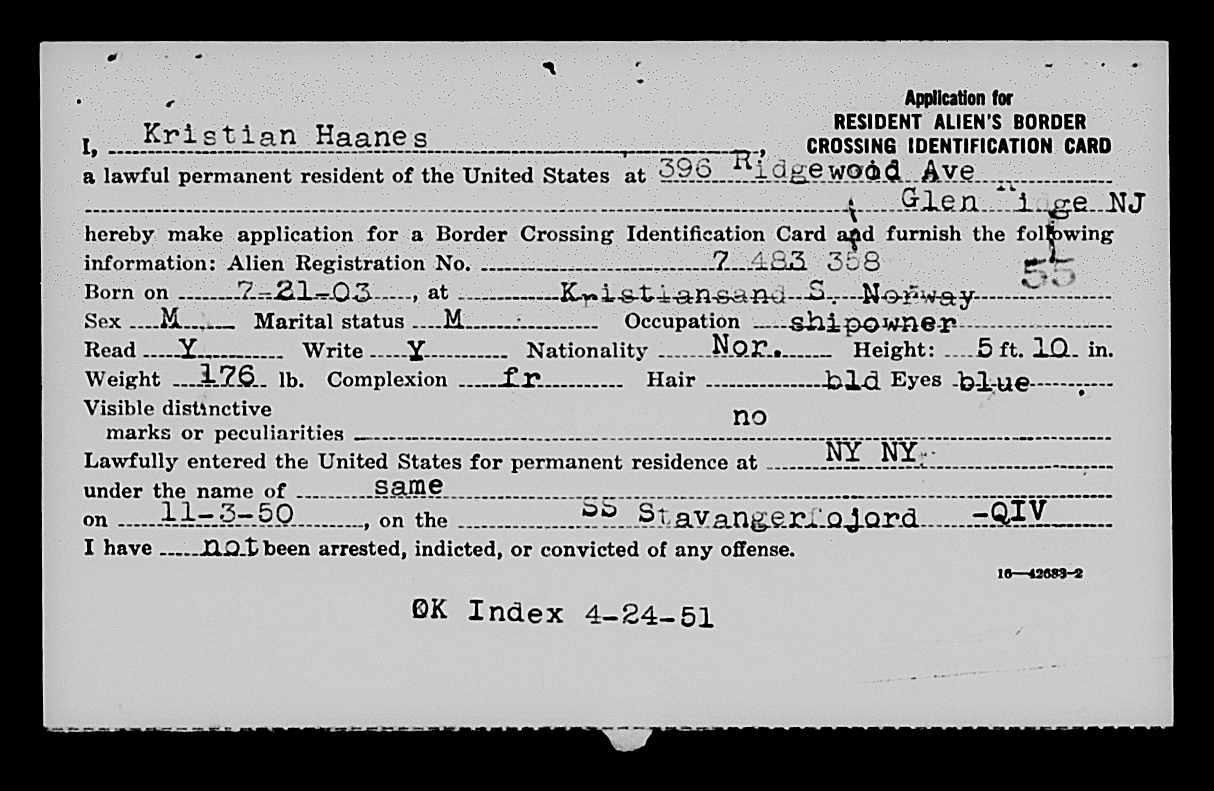 Application for
RESIDENT ALIEN'S BORDER
CROSSING IDENTIFICATION CARD
I, Kristian Haanes,
a lawful permanent resident of the United States at 396 Ridgewood Ave
Glen NJ
hereby make application for a Border Crossing Identification Card and furnish the following
information: Alien Registration No. 7 483 358
55
Born on 7-21-03, at Kristiansand S. Norway
Sex M Marital status M Occupation shipowner
Read Y Write Y Nationality Nor. Height: 5 ft. 10 in.
Weight 176 lb. Complexion fr Hair bld Eyes blue
Visible distinctive
marks or peculiarities no
Lawfully entered the United States for permanent residence at NY NY.
under the name of same
on 11-3-50, on the SS Stavangerfojord -QIV
I have not been arrested, indicted, or convicted of any offense.
16—42683-2
OK Index 4-24-51